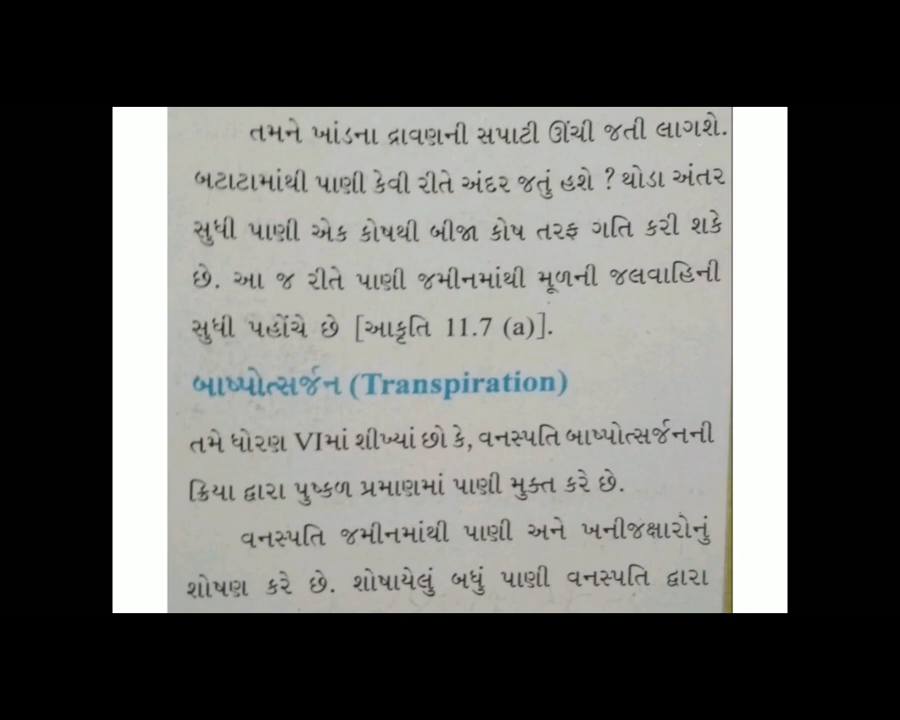 તમને ખાંડના દ્રાવણની સપાટી ઊંચી જતી લાગશે.
બટાટામાંથી પાણી કેવી રીતે અંદર જતું હશે ? થોડા અંતર
સુધી પાણી એક કોષથી બીજા કોષ તરફ ગતિ કરી શકે
છે. આ જ રીતે પાણી જમીનમાંથી મૂળની જલવાહિની
સુધી પહોંચે છે [આકૃતિ 11.7 (a)].
બાષ્પોત્સર્જન (Transpiration)
તમે ધોરણ VIમાં શીખ્યાં છો કે, વનસ્પતિ બાષ્પોત્સર્જનની
ક્રિયા દ્વારા પુષ્કળ પ્રમાણમાં પાણી મુક્ત કરે છે.
વનસ્પતિ જમીનમાંથી પાણી અને ખનીજક્ષારોનું
શોષણ કરે છે. શોષાયેલું બધું પાણી વનસ્પતિ દ્વારા